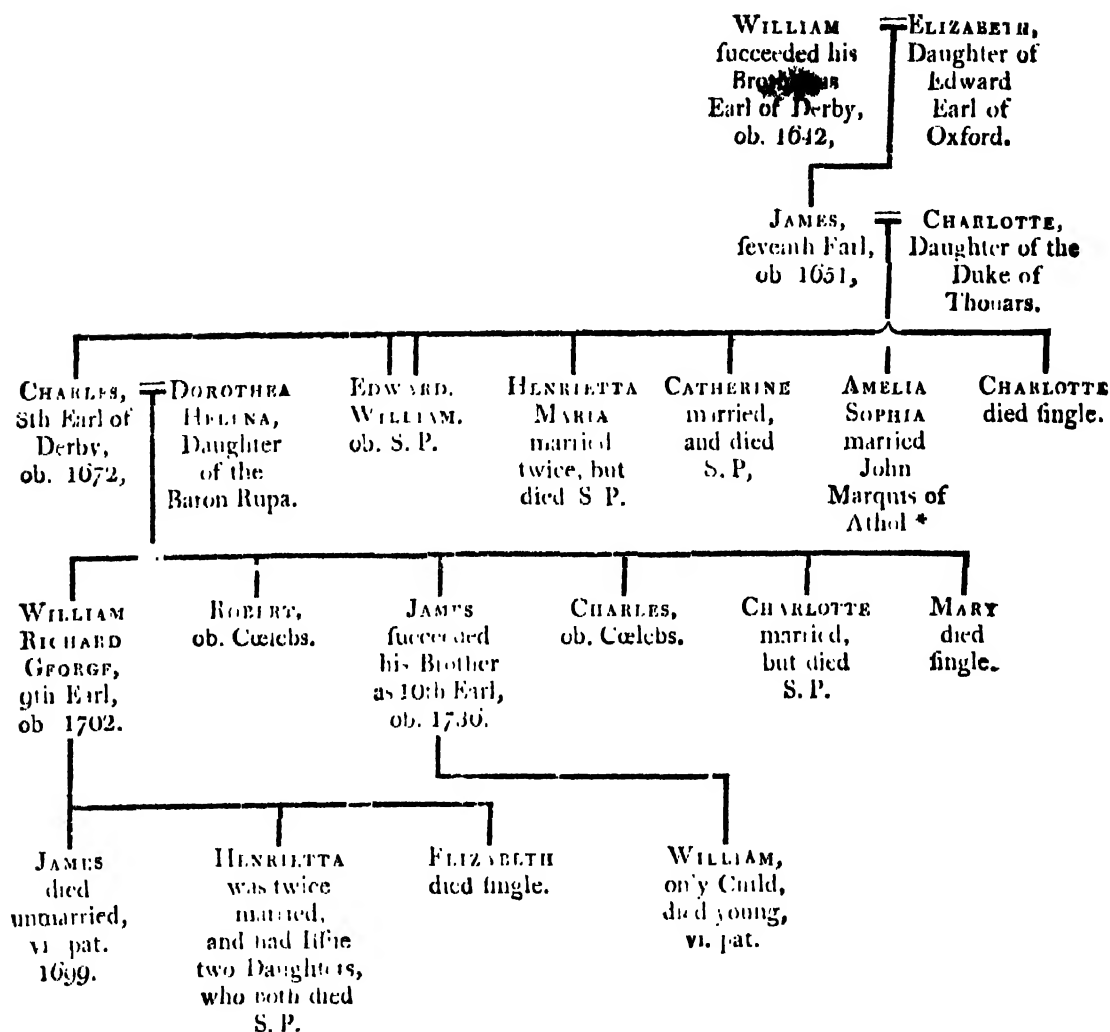 WILLIAM
ſucceeded his
Earl of Derby,
ob. 1642,
ELIZABETH,
Daughter of
Edward
Earl of
Oxford.
JAMES,
ſeventh Earl,
ob 1651,
CHARLOTTE,
Daughter of the
Duke of
Thouars.
CHARLES,
8th Earl of
Derby,
ob. 1672,
DOROTHEA
HELENA,
Daughter
of the
Baron Rupa.
EDWARD.
WILLIAM.
ob. S. P.
HENRIETTA
MARIA
married
twice, but
died S P.
CATHERINE
married,
and died
S. P,
AMELIA
SOPHIA
married
John
Marquis of
Athol *
CHARLOTTE
died ſingle.
WILLIAM
RICHARD
GEORGE,
9th Earl,
ob 1702.
ROBERT,
ob. Cœlebs.
JAMES
ſucceeded
his Brother
as 10th Earl,
ob. 1736.
CHARLES,
ob. Cœlebs.
CHARLOTTE
married,
but died
S. P.
MARY
died
ſingle.
JAMES
died
unmarried,
vi pat.
1699.
HENRIETTA
was twice
married,
and had Iſſue
two Daughters,
who both died
S. P.
ELIZABETH
died ſingle.
WILLIAM,
only Child,
died young,
vi. pat.